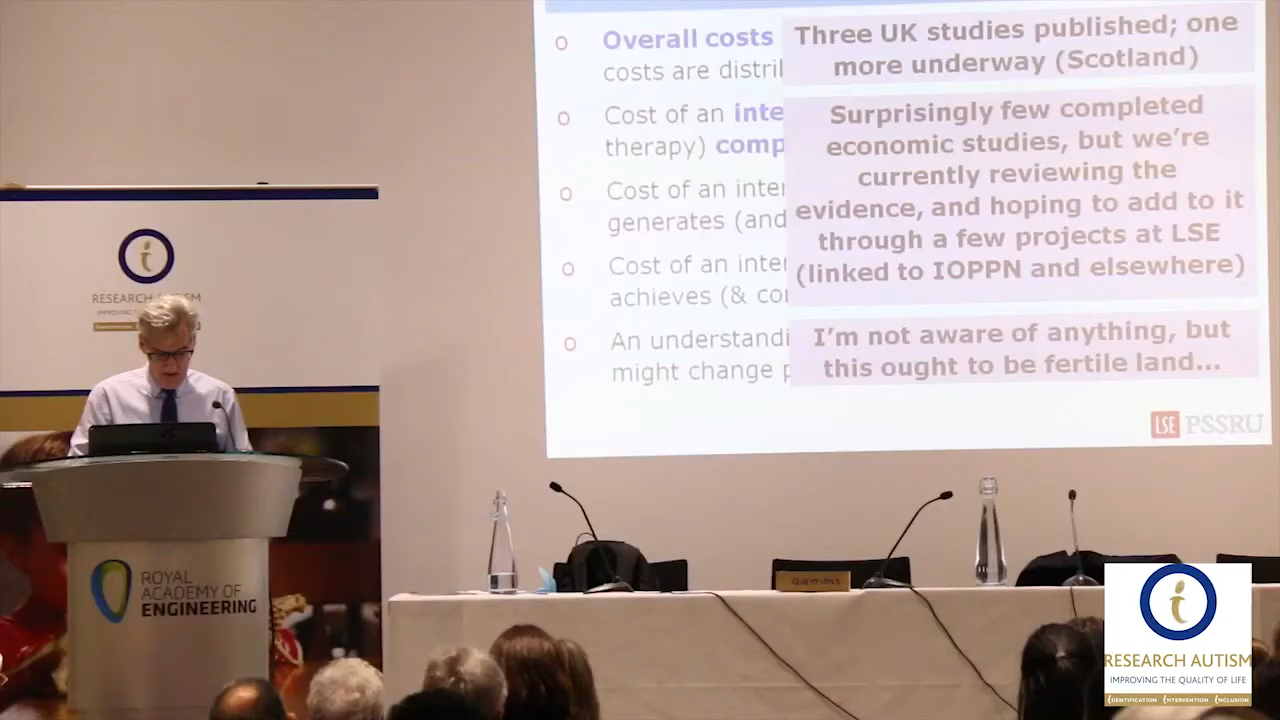 Overall costs
costs are distri
Cost of an inte
therapy) comp
Cost of an inte
generates (and
Cost of an inte
achieves (& co
An understandi
might change
Three UK studies published; one
more underway (Scotland)
Surprisingly few completed
economic studies, but we're
currently reviewing the
evidence, and hoping to add to it
through a few projects at LSE
(linked to IOPPN and elsewhere)
I'm not aware of anything, but
this ought to be fertile land...
LSE PSSRU
RESEARCH AUTISM
ROYAL
ACADEMY OF
ENGINEERING
QUESTIONS
RESEARCH AUTISM
IMPROVING THE QUALITY OF LIFE
IDENTIFICATION INTERVENTION INCLUSION